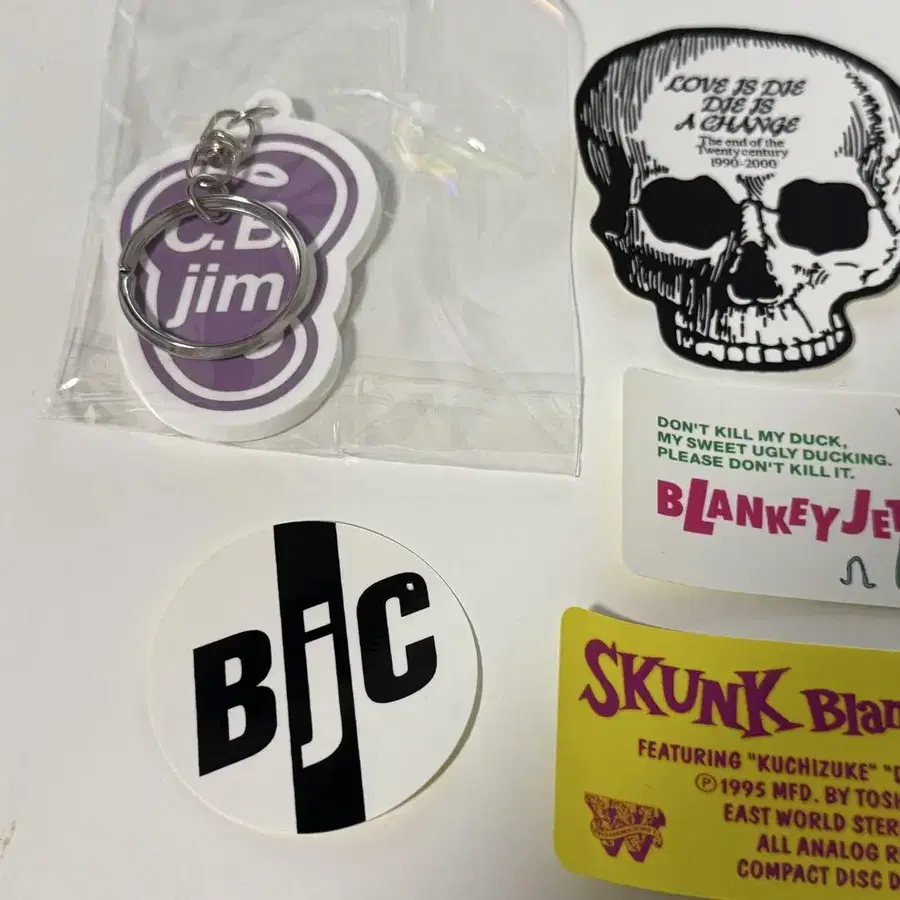 C.B.
jim
LOVE IS DIE
DIE IS
A CHANGE
The end of the
Twenty century
1990-2000
DON'T KILL MY DUCK,
MY SWEET UGLY DUCKING.
PLEASE DON'T KILL IT.
BLANKEY JET
BjC
SKUNK Blan
FEATURING "KUCHIZUKE" "D
Ⓟ1995 MFD. BY TOSH
EAST WORLD STER
ALL ANALOG R
COMPACT DISC D